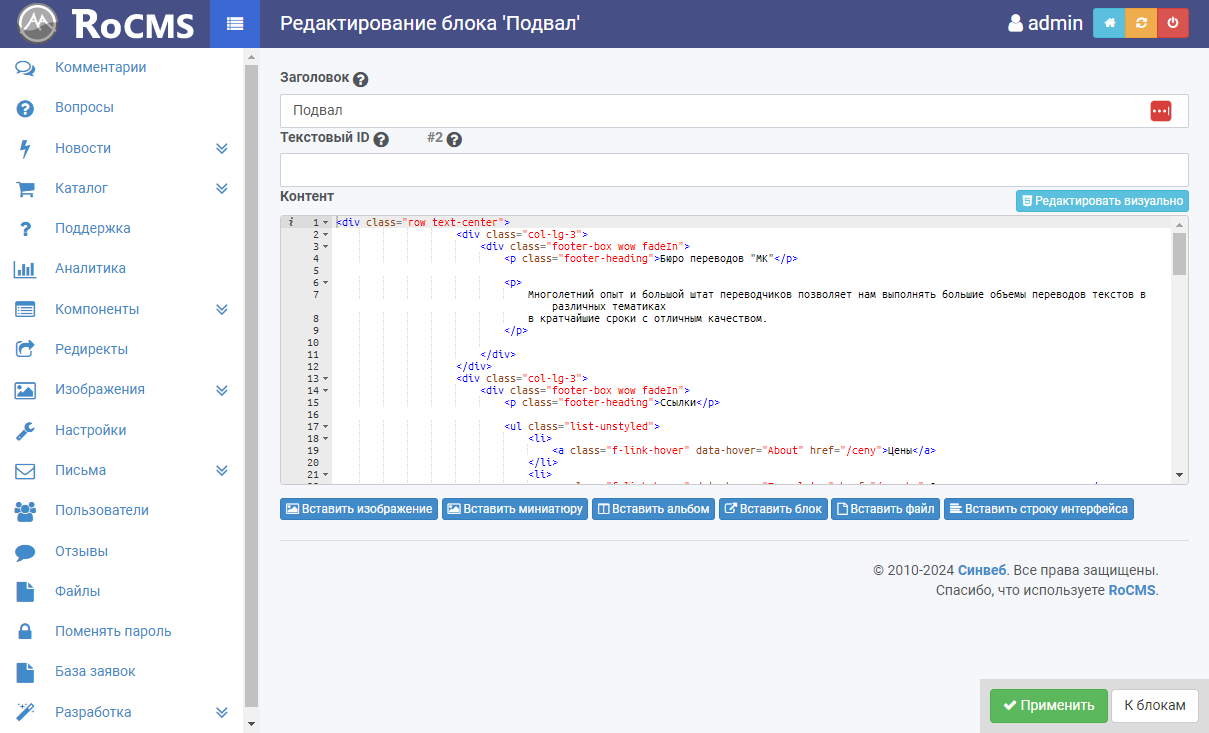 RoCMS
Редактирование блока 'Подвал'
admin
Комментарии
Вопросы
Новости
Каталог
Поддержка
Аналитика
Компоненты
Редиректы
Изображения
Настройки
Письма
Пользователи
Отзывы
Файлы
Поменять пароль
База заявок
Разработка
Заголовок
Подвал
Текстовый ID #2
Контент
Редактировать визуально
1 <div class="row text-center">
2 <div class="col-lg-3">
3 <div class="footer-box wow fadeIn">
4 <p class="footer-heading">Бюро переводов "МК"</p>
5
6 <p>
7 Многолетний опыт и большой штат переводчиков позволяет нам выполнять большие объемы переводов текстов в
различных тематиках
8 в кратчайшие сроки с отличным качеством.
9 </p>
10
11 </div>
12 </div>
13 <div class="col-lg-3">
14 <div class="footer-box wow fadeIn">
15 <p class="footer-heading">Ссылки</p>
16
17 <ul class="list-unstyled">
18 <li>
19 <a class="f-link-hover" data-hover="About" href="/ceny">Цены</a>
20 </li>
21 <li>
Вставить изображение
Вставить миниатюру
Вставить альбом
Вставить блок
Вставить файл
Вставить строку интерфейса
© 2010-2024 Синвеб. Все права защищены.
Спасибо, что используете RoCMS.
Применить
К блокам